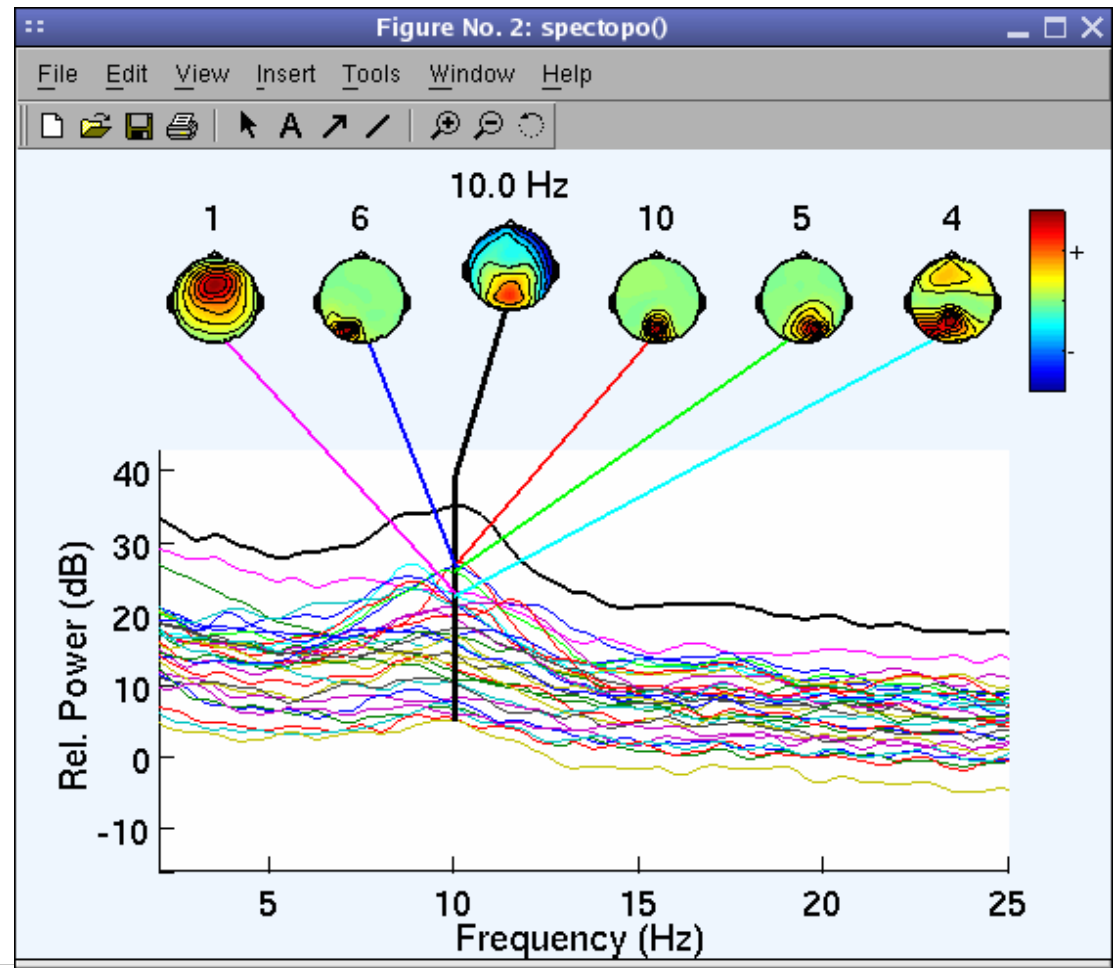 Figure No. 2: spectopo()
File Edit View Insert Tools Window Help
A
10.0 Hz
1 6 10 5 4
+
-
40
30
20
10
0
-10
Rel. Power (dB)
5 10 15 20 25
Frequency (Hz)